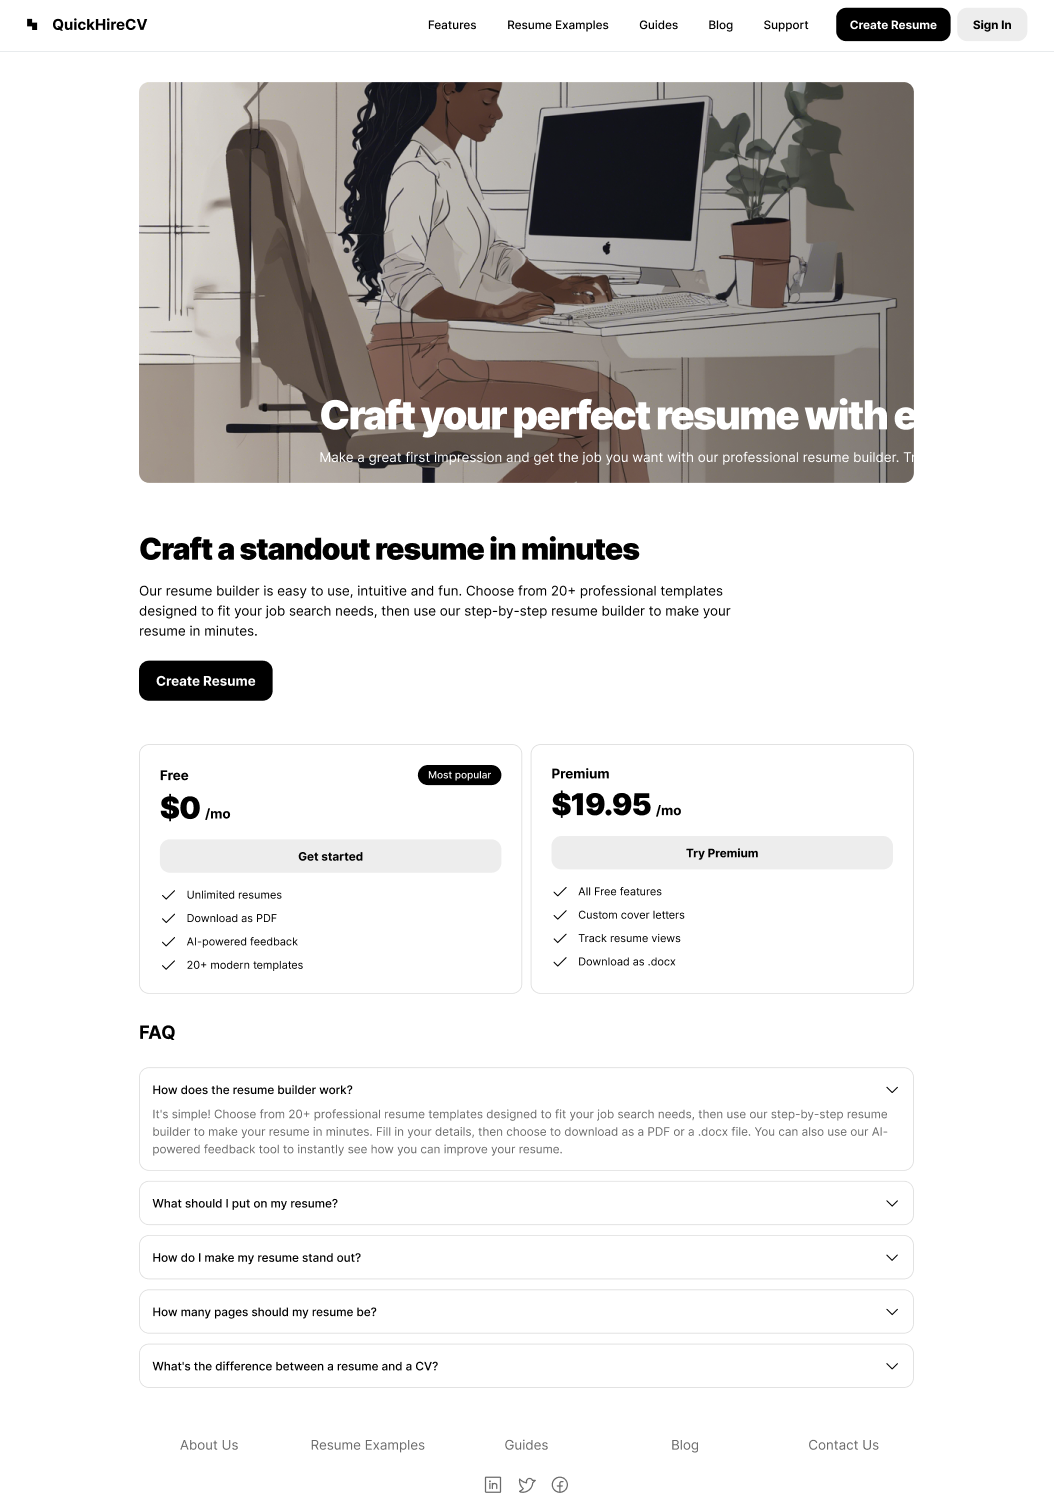 QuickHireCV
Features
Resume Examples
Guides
Blog
Support
Create Resume
Sign In
Craft your perfect resume with e
Make a great first impression and get the job you want with our professional resume builder. Tr
Craft a standout resume in minutes
Our resume builder is easy to use, intuitive and fun. Choose from 20+ professional templates
designed to fit your job search needs, then use our step-by-step resume builder to make your
resume in minutes.
Create Resume
Free
Most popular
$0 /mo
Get started
Unlimited resumes
Download as PDF
AI-powered feedback
20+ modern templates
Premium
$19.95 /mo
Try Premium
All Free features
Custom cover letters
Track resume views
Download as .docx
FAQ
How does the resume builder work?
It's simple! Choose from 20+ professional resume templates designed to fit your job search needs, then use our step-by-step resume
builder to make your resume in minutes. Fill in your details, then choose to download as a PDF or a .docx file. You can also use our AI-
powered feedback tool to instantly see how you can improve your resume.
What should I put on my resume?
How do I make my resume stand out?
How many pages should my resume be?
What's the difference between a resume and a CV?
About Us
Resume Examples
Guides
Blog
Contact Us